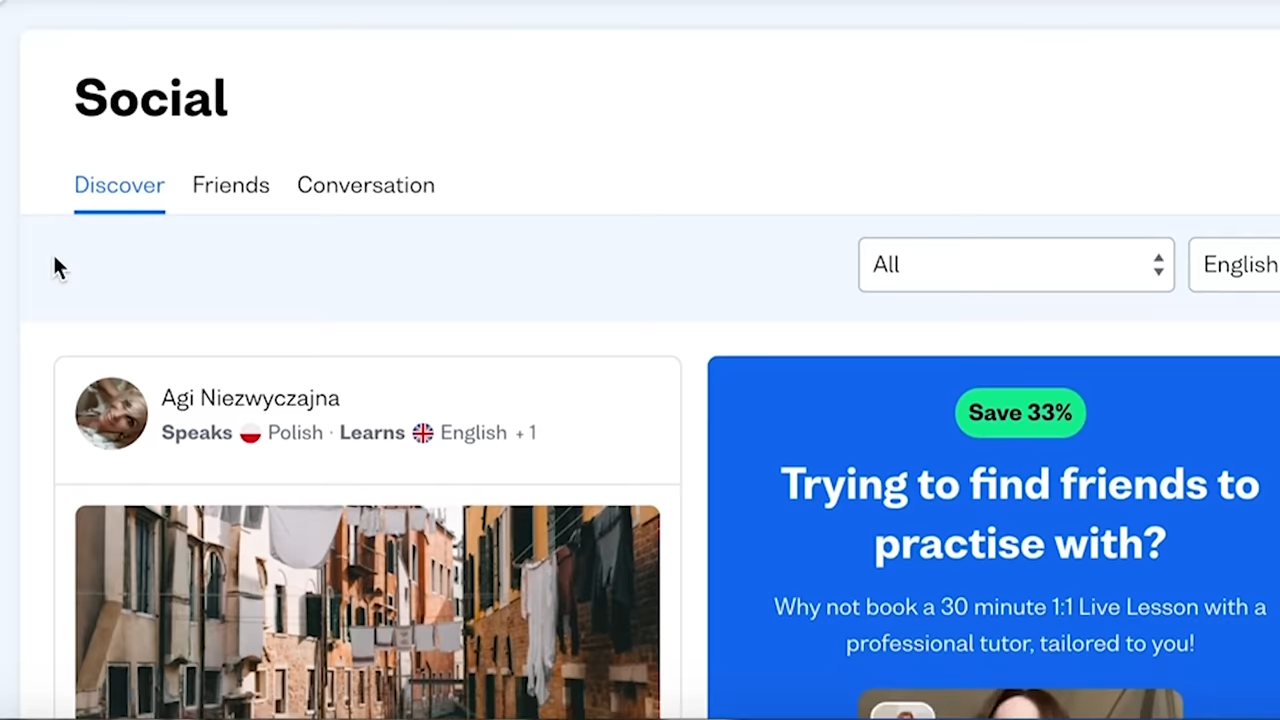 Social
Discover Friends Conversation
All English
Agi Niezwyczajna
Speaks Polish · Learns English + 1
Save 33%
Trying to find friends to
practise with?
Why not book a 30 minute 1:1 Live Lesson with a
professional tutor, tailored to you!